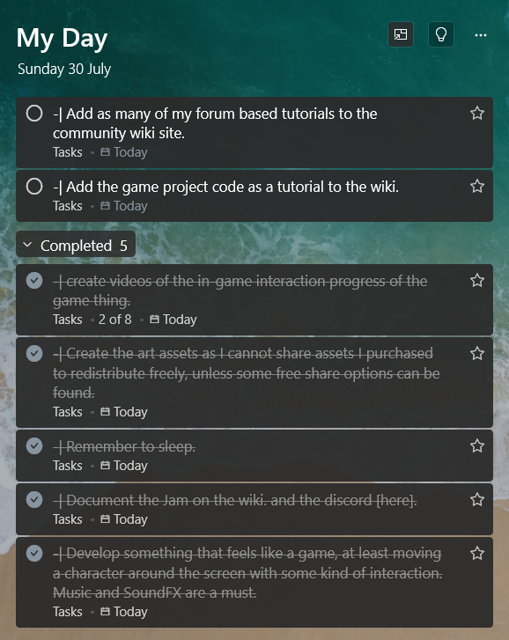 My Day
Sunday 30 July
-| Add as many of my forum based tutorials to the
community wiki site.
Tasks • Today
-| Add the game project code as a tutorial to the wiki.
Tasks • Today
Completed 5
-| create videos of the in-game interaction progress of the
game thing.
Tasks • 2 of 8 • Today
-| Create the art assets as I cannot share assets I purchased
to redistribute freely, unless some free share options can be
found.
Tasks • Today
-| Remember to sleep.
Tasks • Today
-| Document the Jam on the wiki. and the discord [here].
Tasks • Today
-| Develop something that feels like a game, at least moving
a character around the screen with some kind of interaction.
Music and SoundFX are a must.
Tasks • Today